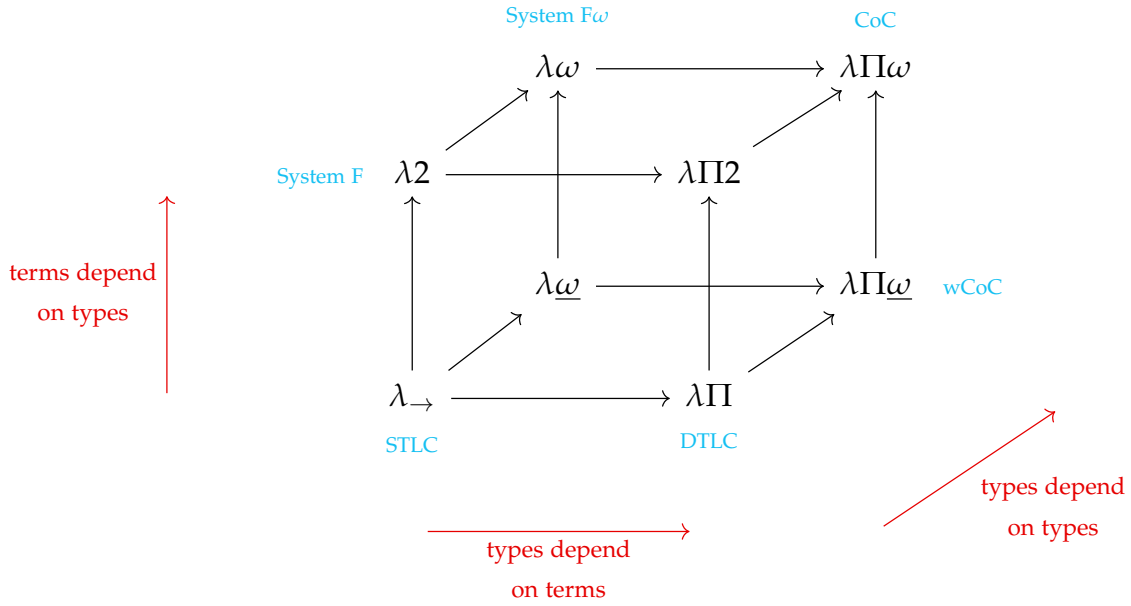 System Fω CoC
λω λΠω
System F λ2 λΠ2
terms depend
on types
λω̲ λΠω̲ wCoC
λ→ λΠ
STLC DTLC
types depend
on types
types depend
on terms